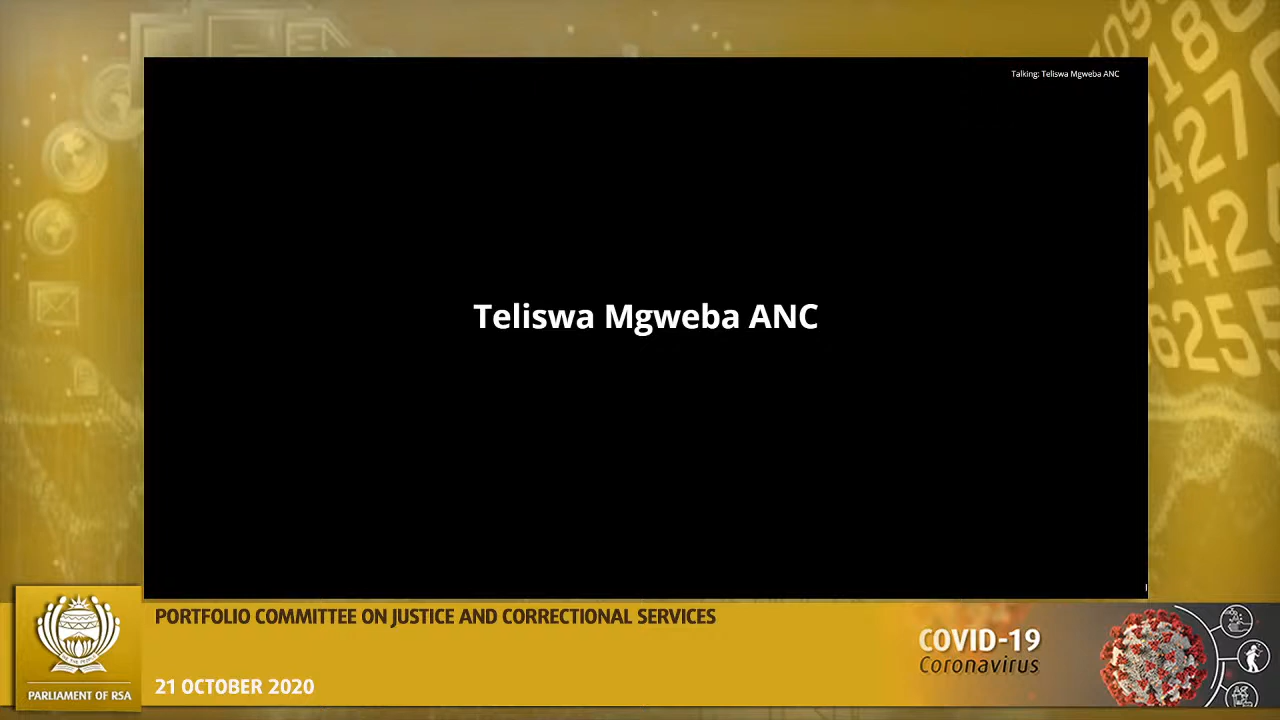 Talking: Teliswa Mgweba ANC
Teliswa Mgweba ANC
PORTFOLIO COMMITTEE ON JUSTICE AND CORRECTIONAL SERVICES
COVID-19
Coronavirus
PARLIAMENT OF RSA
21 OCTOBER 2020